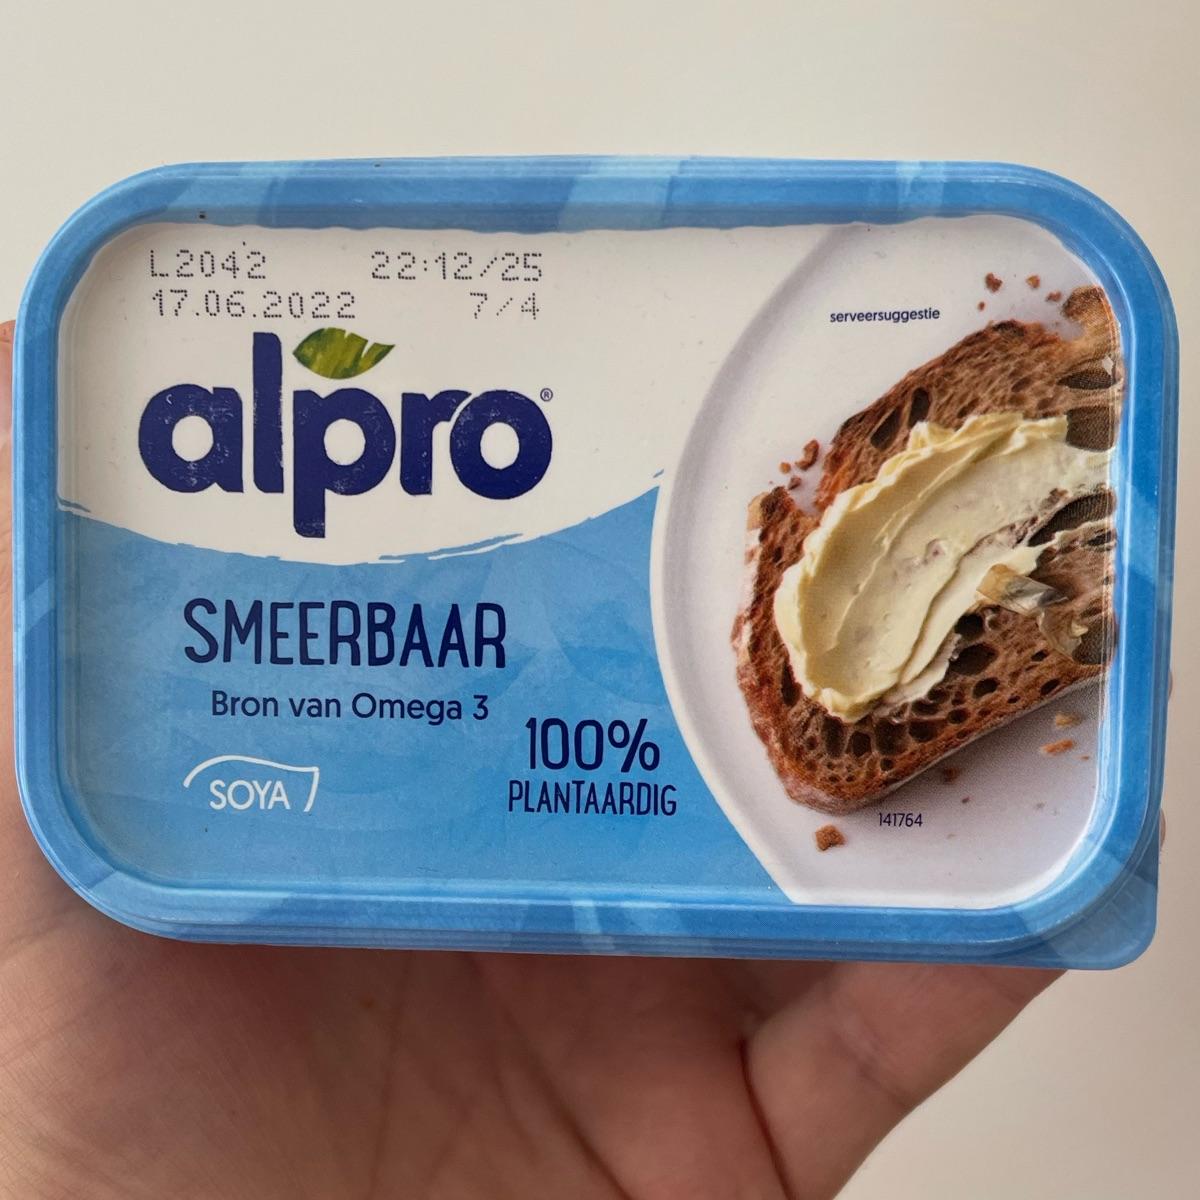 L2042 22:12/25
17.06.2022 7/4
alpro®
serveersuggestie
SMEERBAAR
Bron van Omega 3
100%
PLANTAARDIG
SOYA
141764